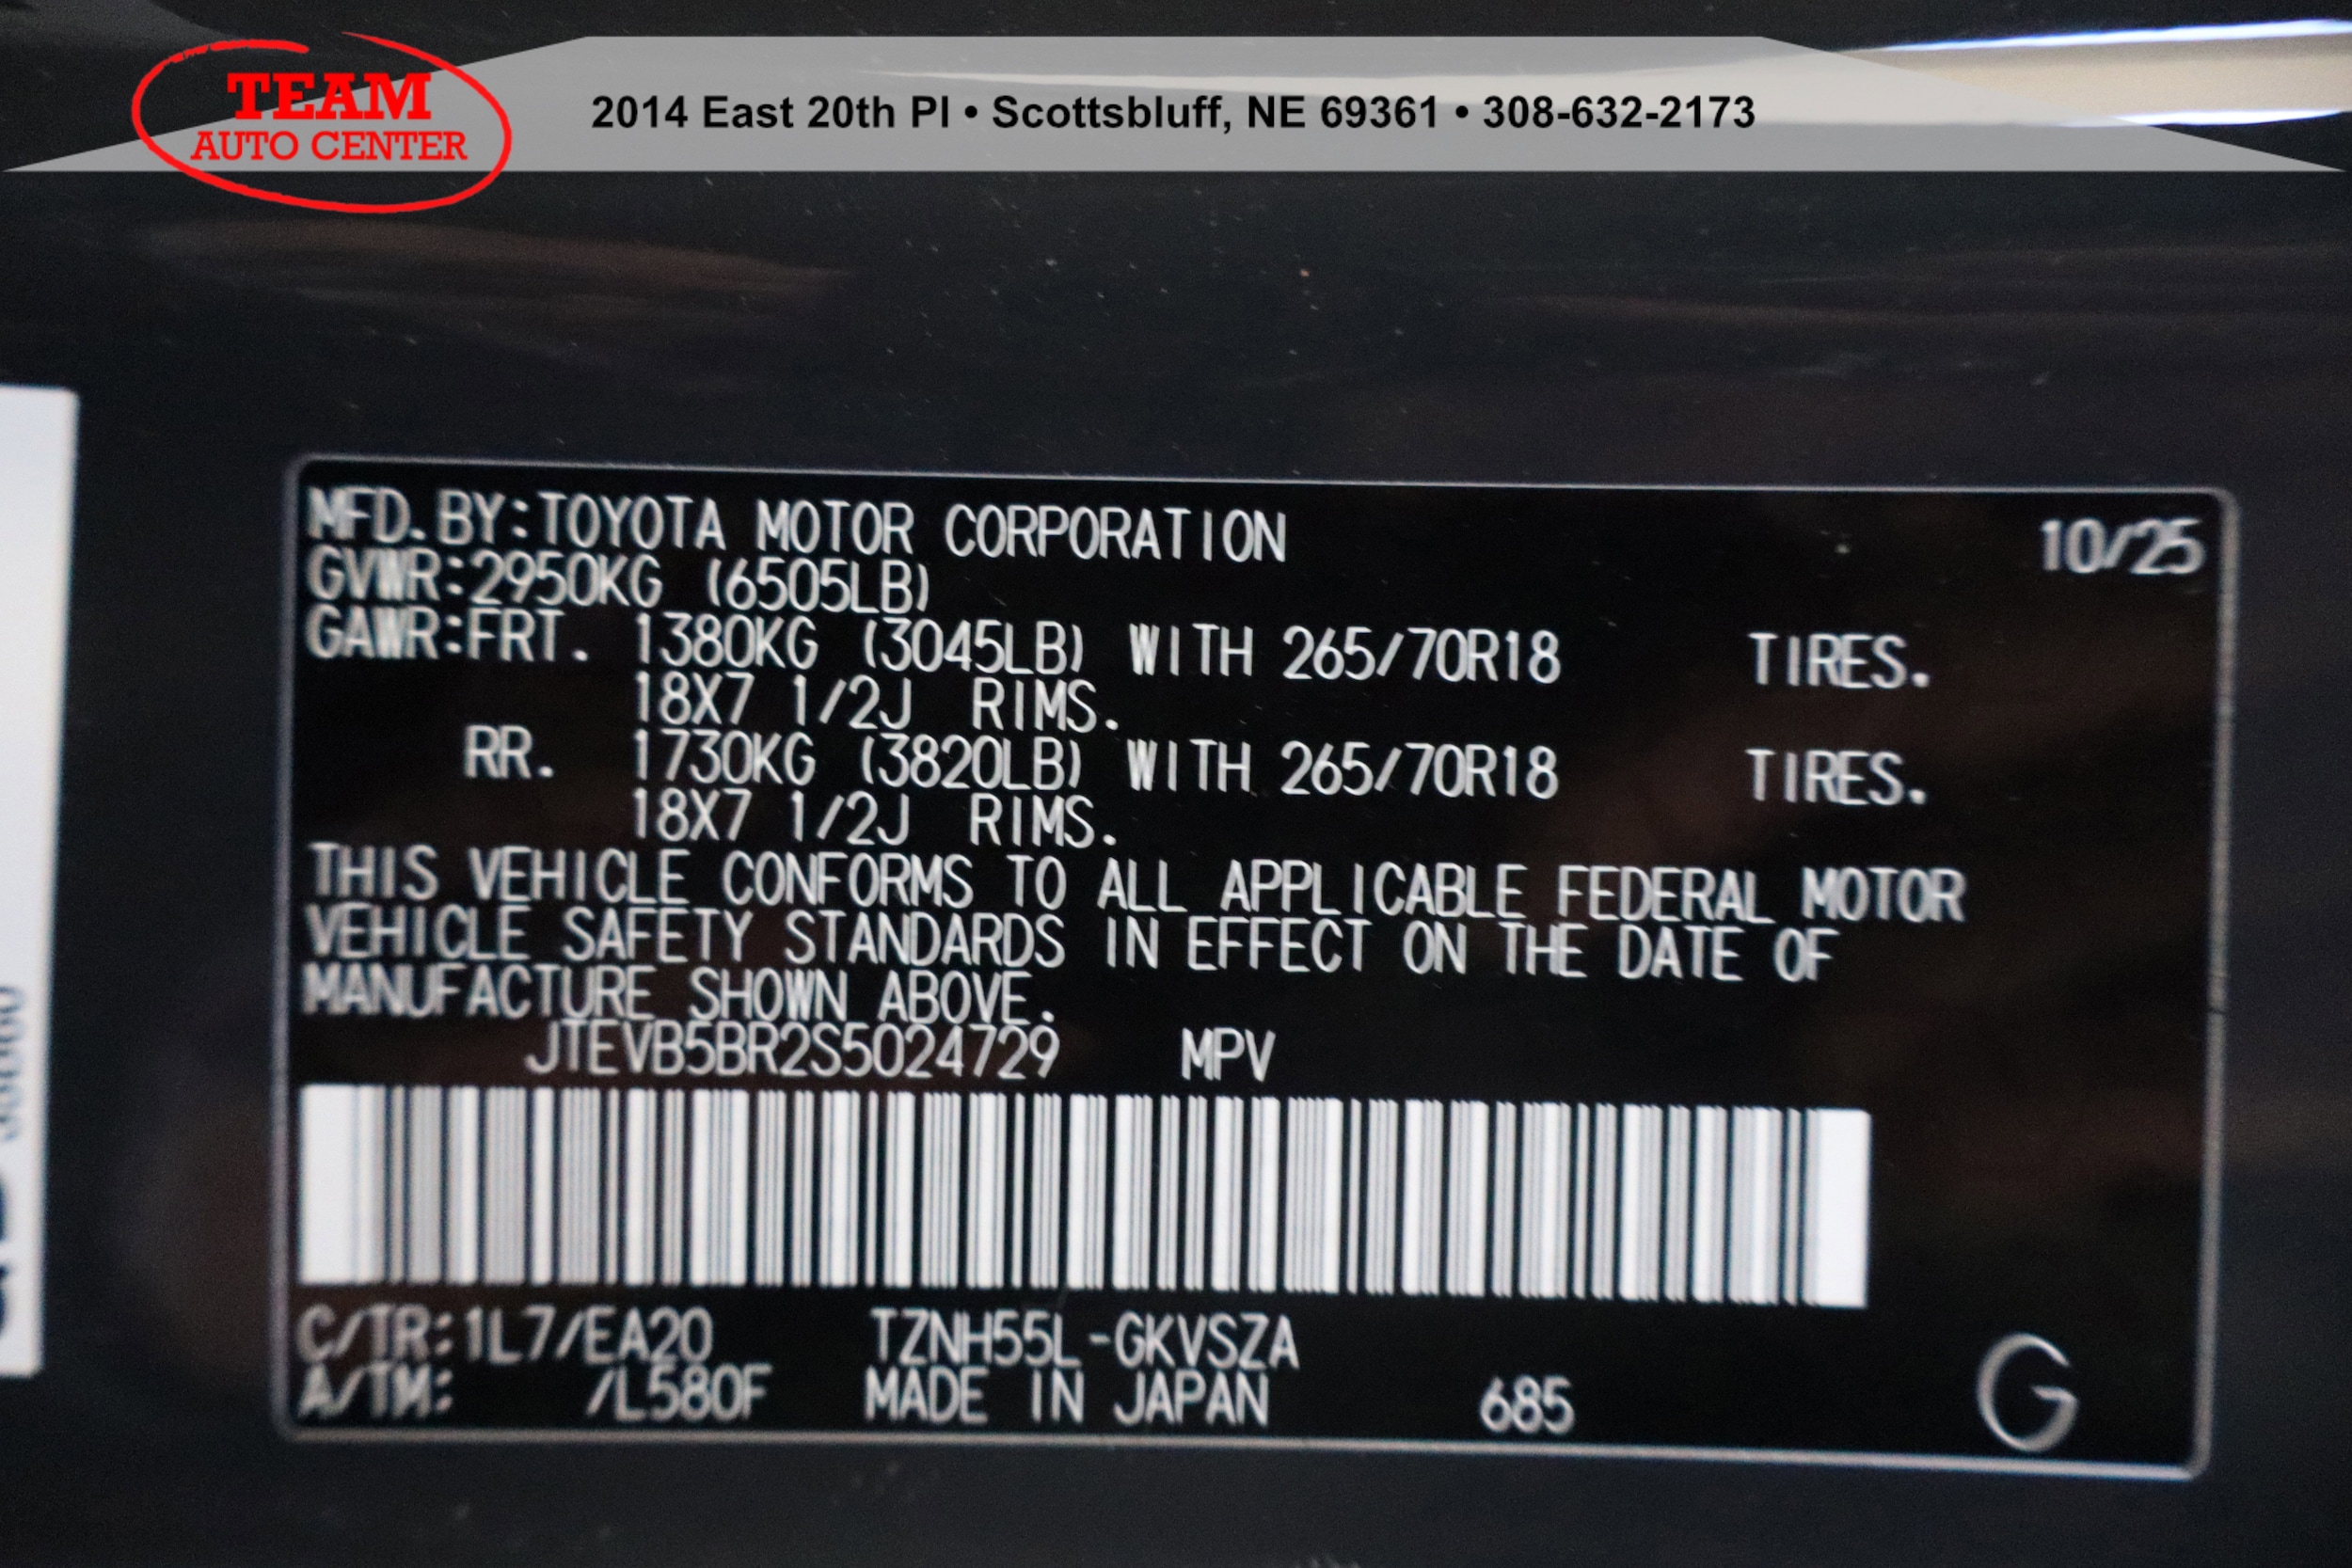 TEAM
AUTO CENTER
2014 East 20th Pl • Scottsbluff, NE 69361 • 308-632-2173
MFD. BY:TOYOTA MOTOR CORPORATION 10/25
GVWR:2950KG (6505LB)
GAWR:FRT. 1380KG (3045LB) WITH 265/70R18 TIRES.
18X7 1/2J RIMS.
RR. 1730KG (3820LB) WITH 265/70R18 TIRES.
18X7 1/2J RIMS.
THIS VEHICLE CONFORMS TO ALL APPLICABLE FEDERAL MOTOR
VEHICLE SAFETY STANDARDS IN EFFECT ON THE DATE OF
MANUFACTURE SHOWN ABOVE.
JTEVB5BR2S5024729 MPV
C/TR:1L7/EA20 TZNH55L-GKVSZA
A/TM: /L580F MADE IN JAPAN 685 G